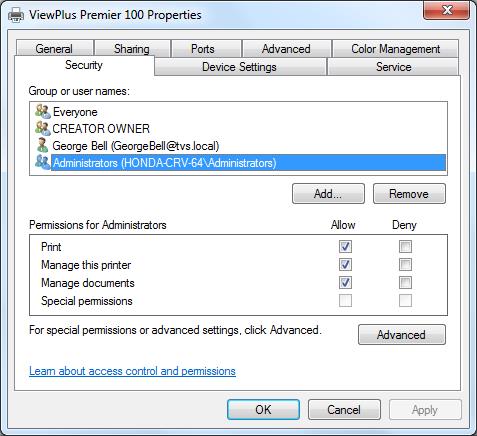 ViewPlus Premier 100 Properties
General Sharing Ports Advanced Color Management
Security Device Settings Service
Group or user names:
Everyone
CREATOR OWNER
George Bell (GeorgeBell@tvs.local)
Administrators (HONDA-CRV-64\Administrators)
Add... Remove
Permissions for Administrators Allow Deny
Print
Manage this printer
Manage documents
Special permissions
For special permissions or advanced settings, click Advanced.
Advanced
Learn about access control and permissions
OK Cancel Apply